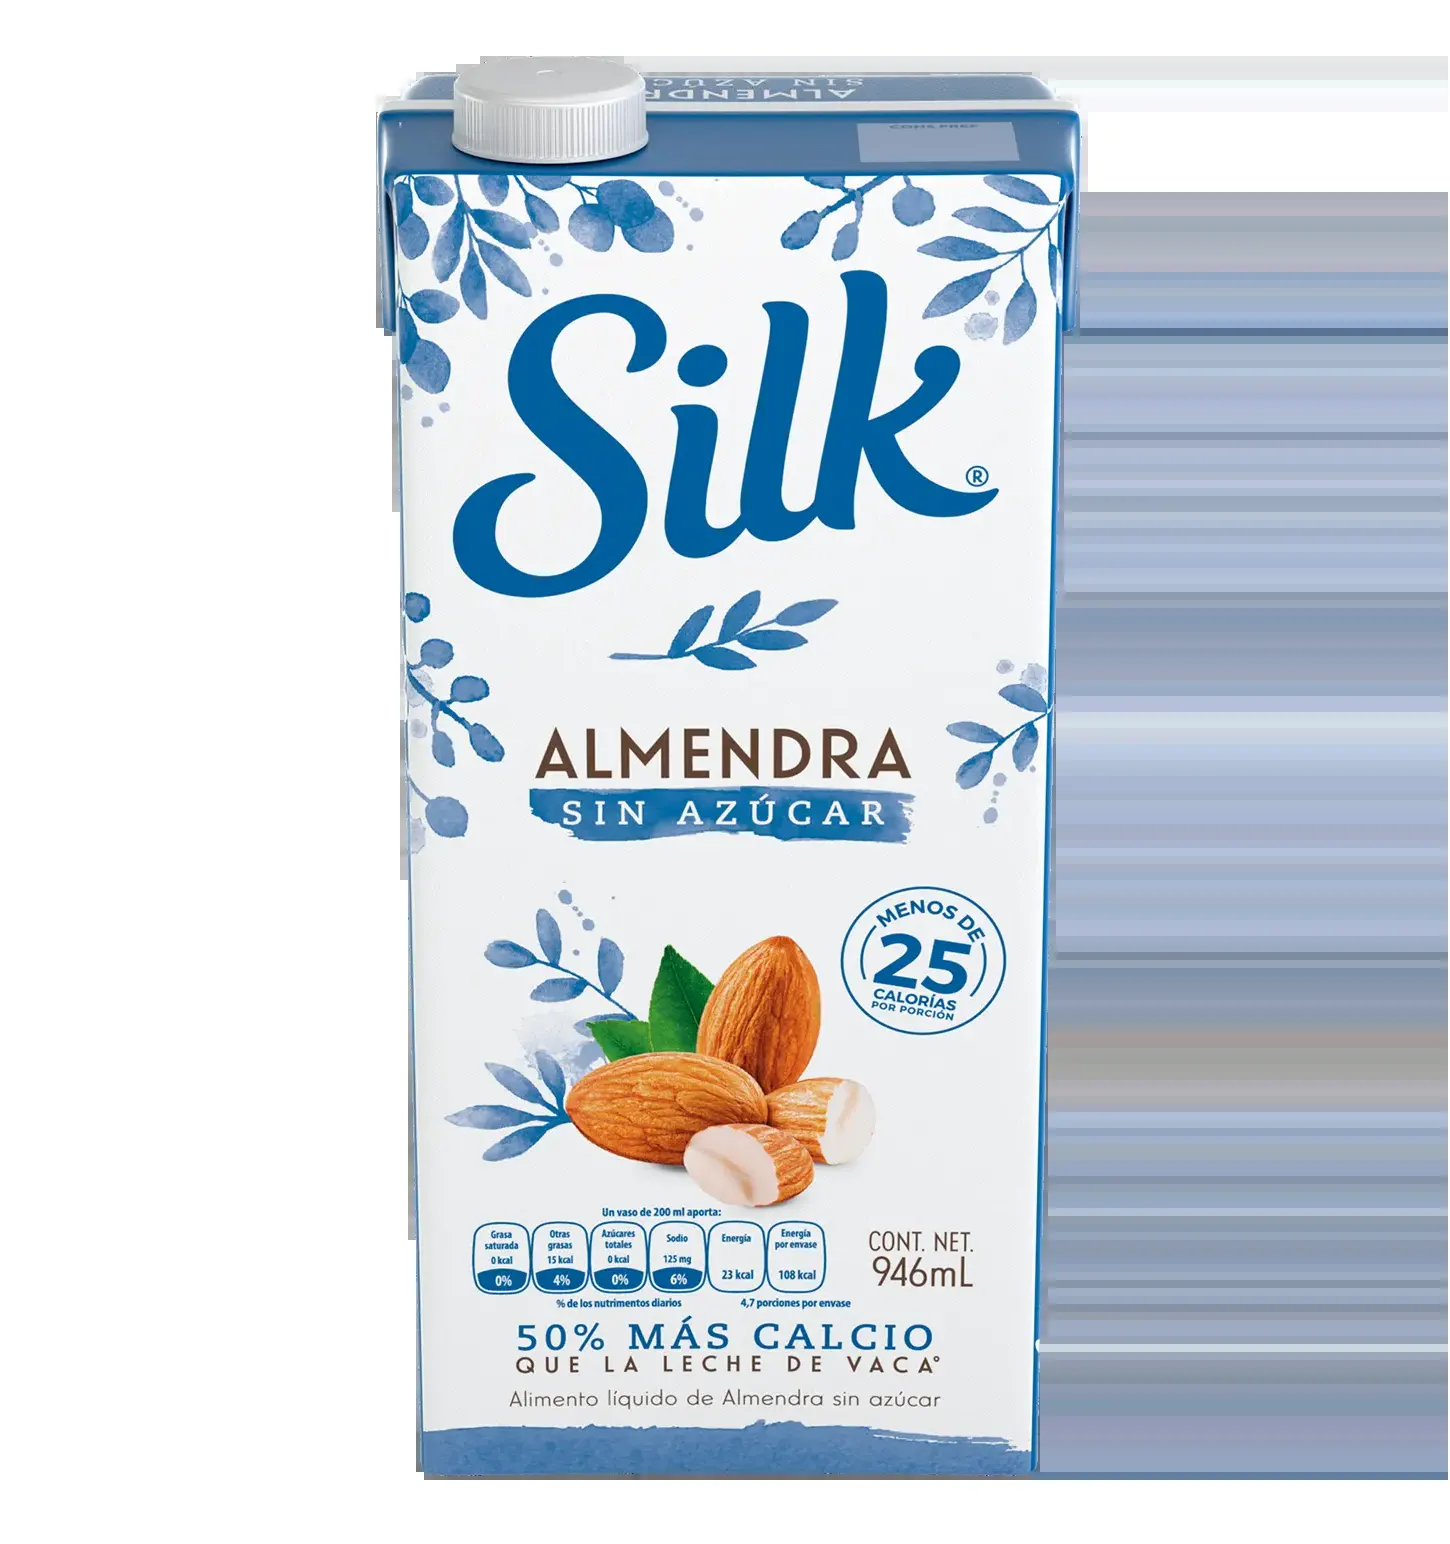 ALMENDRA
SIN AZÚCAR
CONS. PREF.
Silk®
ALMENDRA
SIN AZÚCAR
MENOS DE
25
CALORÍAS
POR PORCIÓN
Un vaso de 200 ml aporta:
Grasa saturada 0 kcal 0%
Otras grasas 15 kcal 4%
Azúcares totales 0 kcal 0%
Sodio 125 mg 6%
Energía 23 kcal
Energía por envase 108 kcal
% de los nutrimentos diarios
4,7 porciones por envase
CONT. NET.
946mL
50% MÁS CALCIO
QUE LA LECHE DE VACA°
Alimento líquido de Almendra sin azúcar